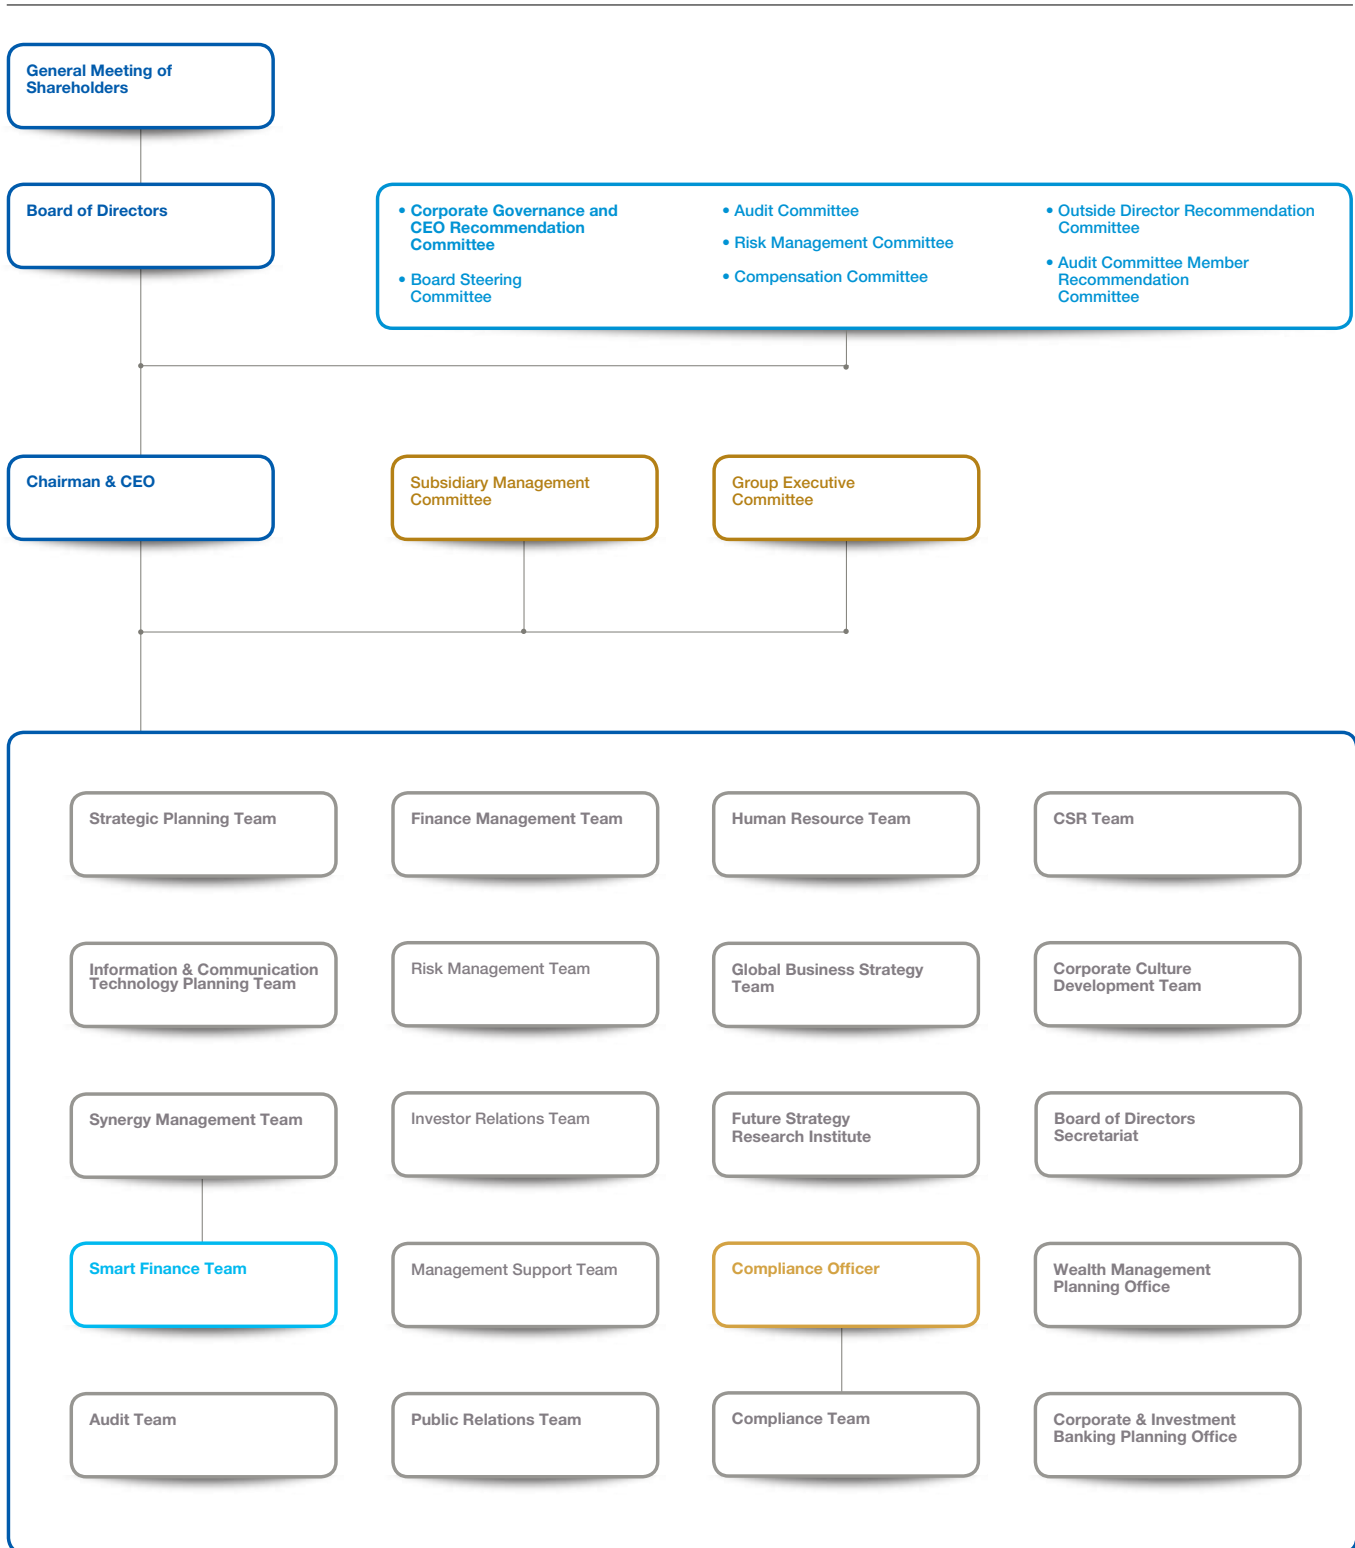 General Meeting of
Shareholders
Board of Directors
• Corporate Governance and
CEO Recommendation
Committee
• Board Steering
Committee
• Audit Committee
• Risk Management Committee
• Compensation Committee
• Outside Director Recommendation
Committee
• Audit Committee Member
Recommendation
Committee
Chairman & CEO
Subsidiary Management
Committee
Group Executive
Committee
Strategic Planning Team
Finance Management Team
Human Resource Team
CSR Team
Information & Communication
Technology Planning Team
Risk Management Team
Global Business Strategy
Team
Corporate Culture
Development Team
Synergy Management Team
Investor Relations Team
Future Strategy
Research Institute
Board of Directors
Secretariat
Smart Finance Team
Management Support Team
Compliance Officer
Wealth Management
Planning Office
Audit Team
Public Relations Team
Compliance Team
Corporate & Investment
Banking Planning Office